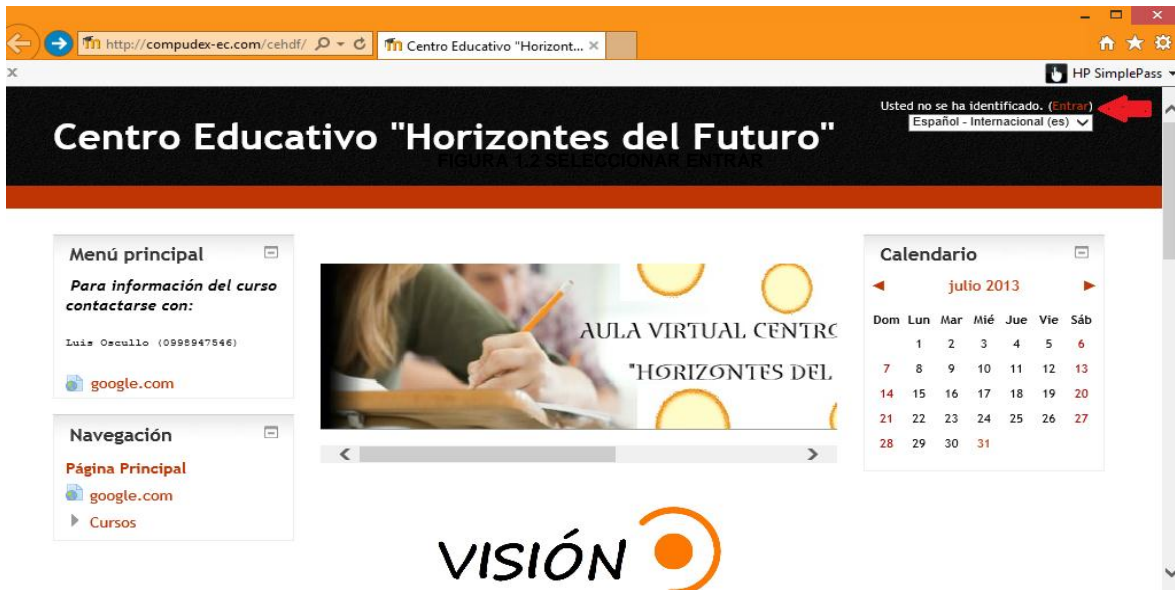 http://compudex-ec.com/cehdf/
Centro Educativo "Horizont...
x
HP SimplePass
Usted no se ha identificado. (Entrar)
Español - Internacional (es)
Centro Educativo "Horizontes del Futuro"
FIGURA 1.2 SELECCIONAR ENTRAR
Menú principal
Para información del curso
contactarse con:
Luis Oscullo (0998947546)
google.com
Navegación
Página Principal
google.com
Cursos
AULA VIRTUAL CENTRO
"HORIZONTES DEL
VISIÓN
Calendario
julio 2013
Dom Lun Mar Mié Jue Vie Sáb
1 2 3 4 5 6
7 8 9 10 11 12 13
14 15 16 17 18 19 20
21 22 23 24 25 26 27
28 29 30 31